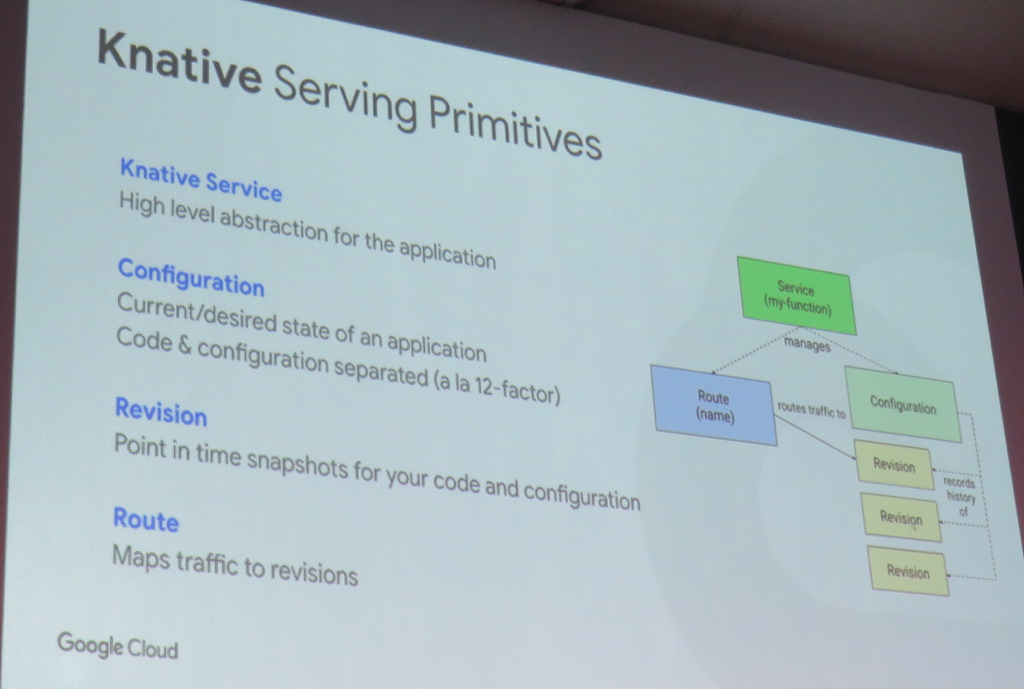 Knative Serving Primitives
Knative Service
High level abstraction for the application
Configuration
Current/desired state of an application
Code & configuration separated (a la 12-factor)
Revision
Point in time snapshots for your code and configuration
Route
Maps traffic to revisions
Service
(my-function)
manages
Route
(name)
routes traffic to
Configuration
Revision
records
history
of
Revision
Revision
Google Cloud